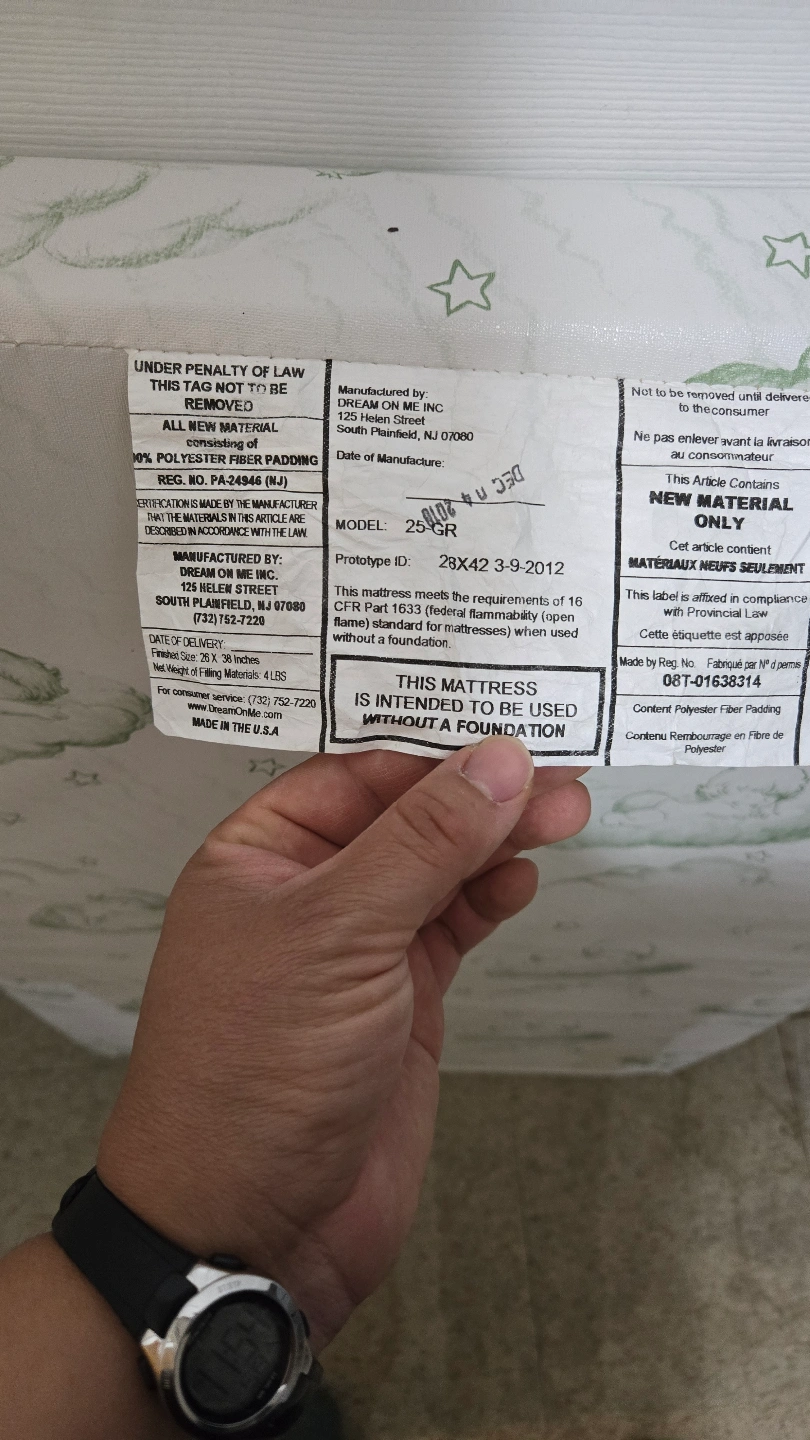 UNDER PENALTY OF LAW
THIS TAG NOT TO BE
REMOVED
ALL NEW MATERIAL
consisting of
00% POLYESTER FIBER PADDING
REG. NO. PA-24946 (NJ)
CERTIFICATION IS MADE BY THE MANUFACTURER
THAT THE MATERIALS IN THIS ARTICLE ARE
DESCRIBED IN ACCORDANCE WITH THE LAW.
MANUFACTURED BY:
DREAM ON ME INC.
125 HELEN STREET
SOUTH PLAINFIELD, NJ 07080
(732) 752-7220
DATE OF DELIVERY:
Finished Size: 26 X 38 Inches
Net Weight of Filling Materials: 4 LBS
For consumer service: (732) 752-7220
www.DreamOnMe.com
MADE IN THE U.S.A
Manufactured by:
DREAM ON ME INC
125 Helen Street
South Plainfield, NJ 07080
Date of Manufacture:
DEC 04
MODEL: 25-GR
Prototype ID: 28X42 3-9-2012
This mattress meets the requirements of 16
CFR Part 1633 (federal flammability (open
flame) standard for mattresses) when used
without a foundation.
THIS MATTRESS
IS INTENDED TO BE USED
WITHOUT A FOUNDATION
Not to be removed until delivere
to the consumer
Ne pas enlever avant la livraiso
au consommateur
This Article Contains
NEW MATERIAL
ONLY
Cet article contient
MATÉRIAUX NEUFS SEULEMENT
This label is affixed in compliance
with Provincial Law
Cette étiquette est apposée
Made by Reg. No. Fabriqué par Nº d permis
08T-01638314
Content Polyester Fiber Padding
Contenu Rembourrage en Fibre de
Polyester